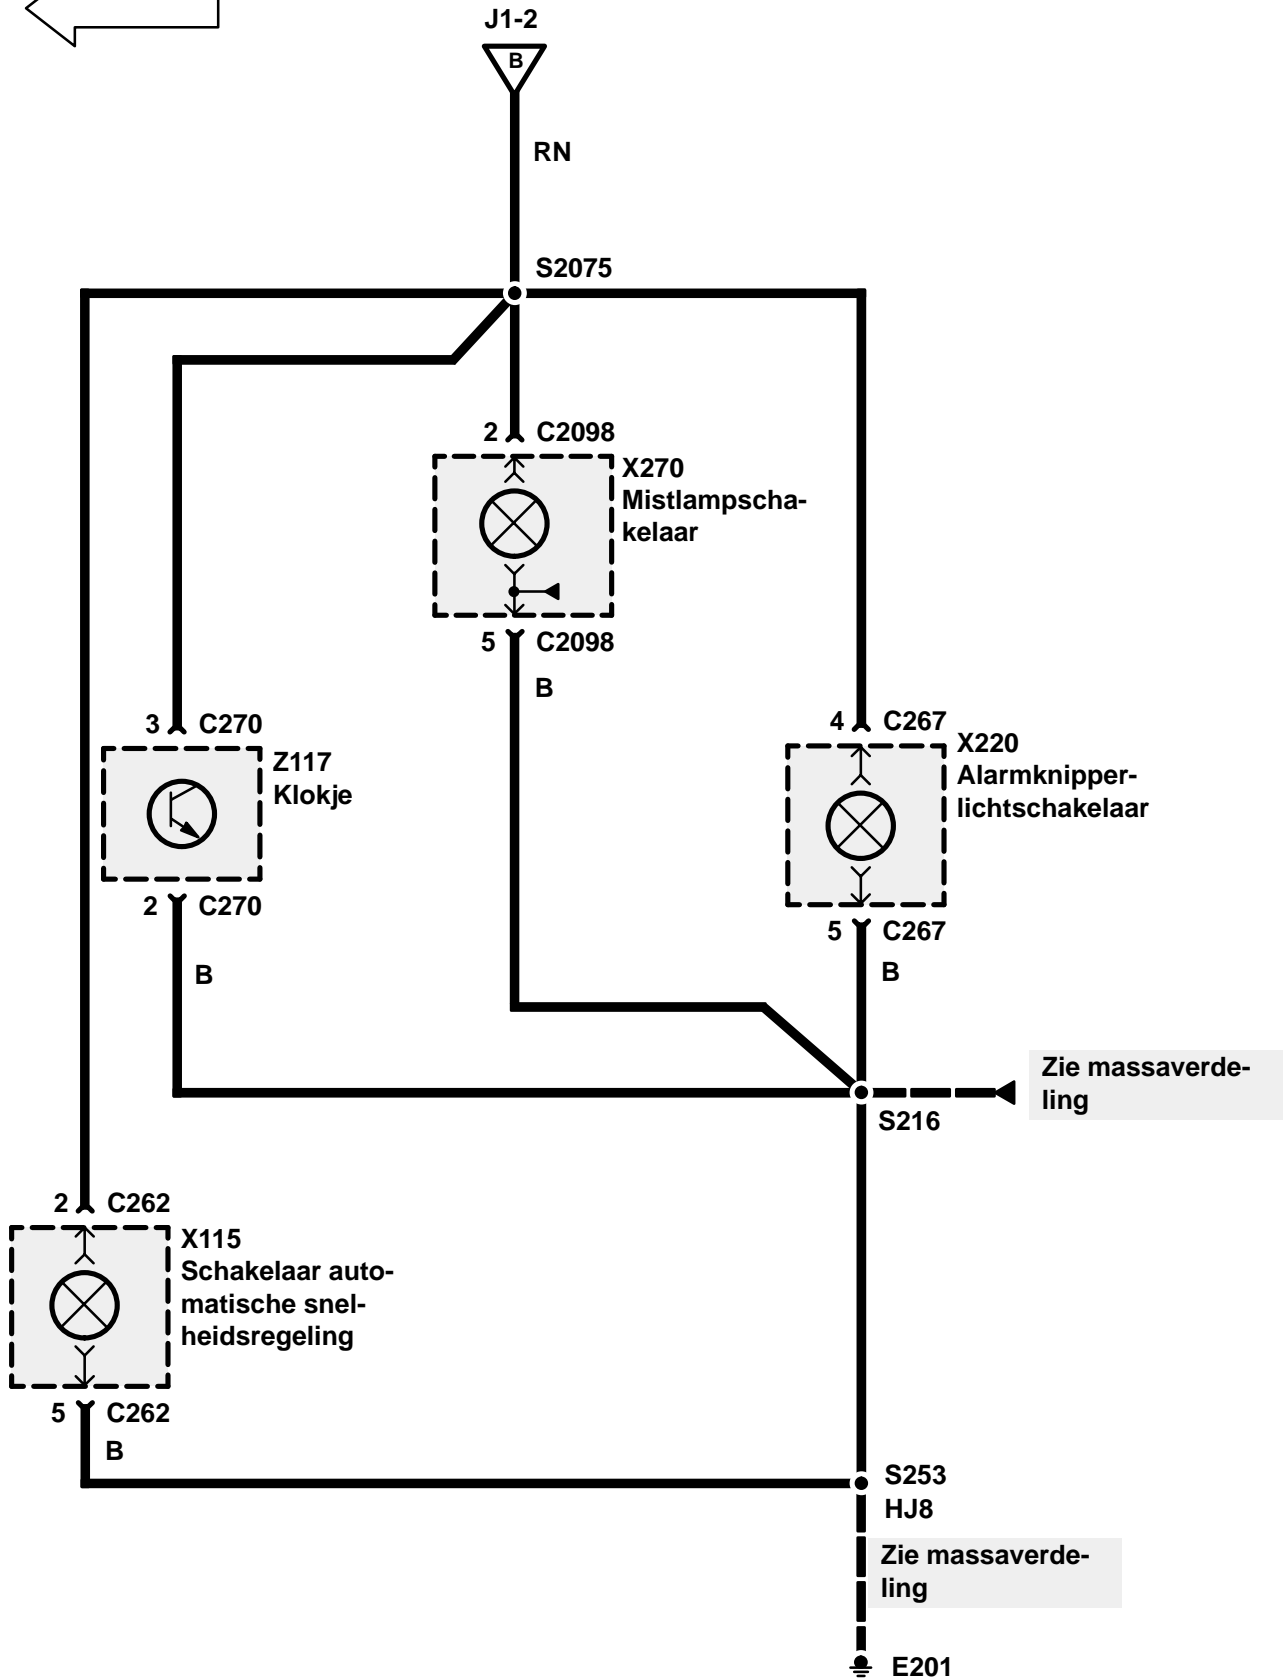 J1-2
B
RN
S2075
2 C2098
X270
Mistlampscha-
kelaar
5 C2098
B
3 C270
Z117
Klokje
2 C270
B
4 C267
X220
Alarmknipper-
lichtschakelaar
5 C267
B
Zie massaverde-
ling
S216
2 C262
X115
Schakelaar auto-
matische snel-
heidsregeling
5 C262
B
S253
HJ8
Zie massaverde-
ling
E201